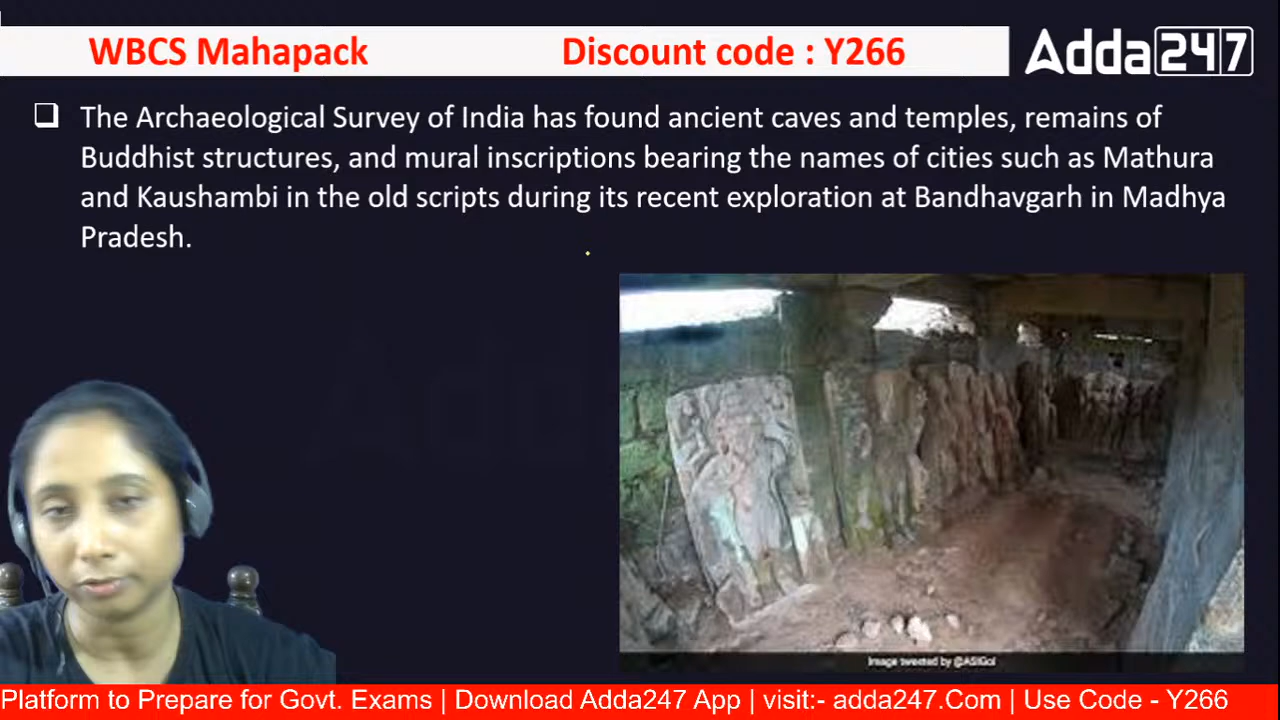 WBCS Mahapack Discount code : Y266 Adda247
The Archaeological Survey of India has found ancient caves and temples, remains of
Buddhist structures, and mural inscriptions bearing the names of cities such as Mathura
and Kaushambi in the old scripts during its recent exploration at Bandhavgarh in Madhya
Pradesh.
Image tweeted by @ASIGoI
Platform to Prepare for Govt. Exams | Download Adda247 App | visit:- adda247.Com | Use Code - Y266